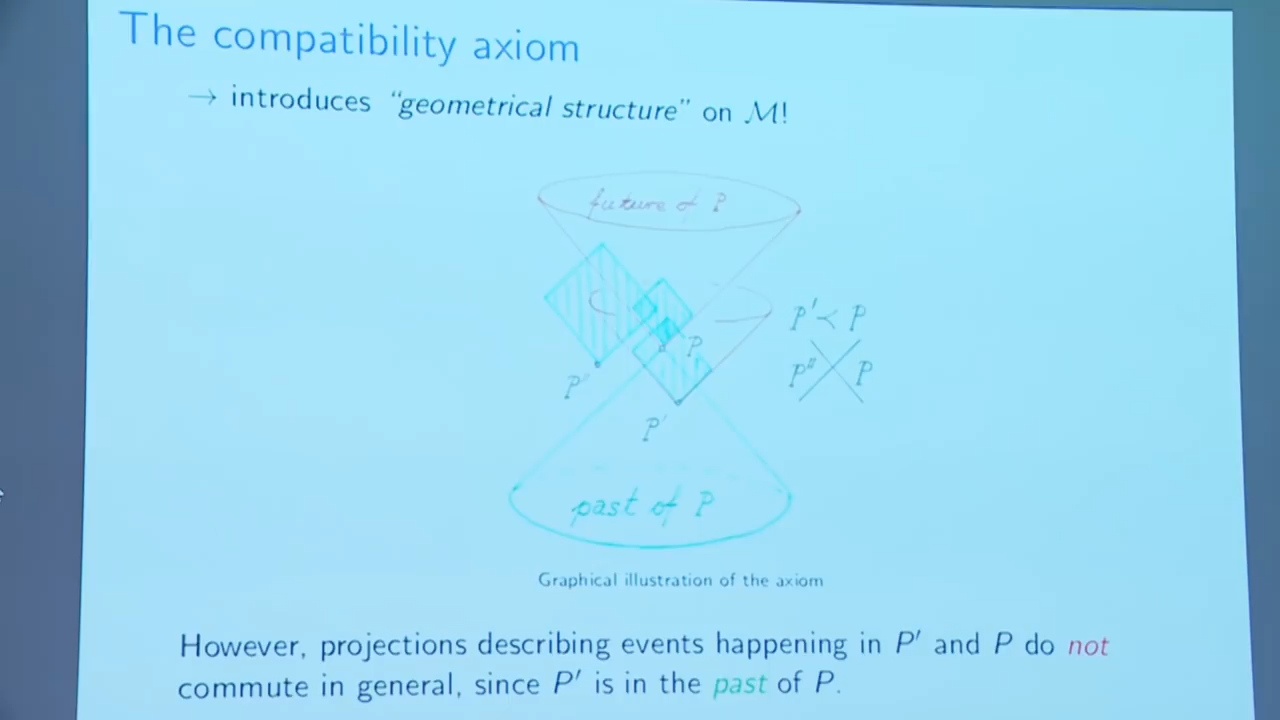 The compatibility axiom
→ introduces “geometrical structure” on M!
future of P
P′ ≺ P
P
P″ P
P′
P′
past of P
Graphical illustration of the axiom
However, projections describing events happening in P′ and P do not
commute in general, since P′ is in the past of P.